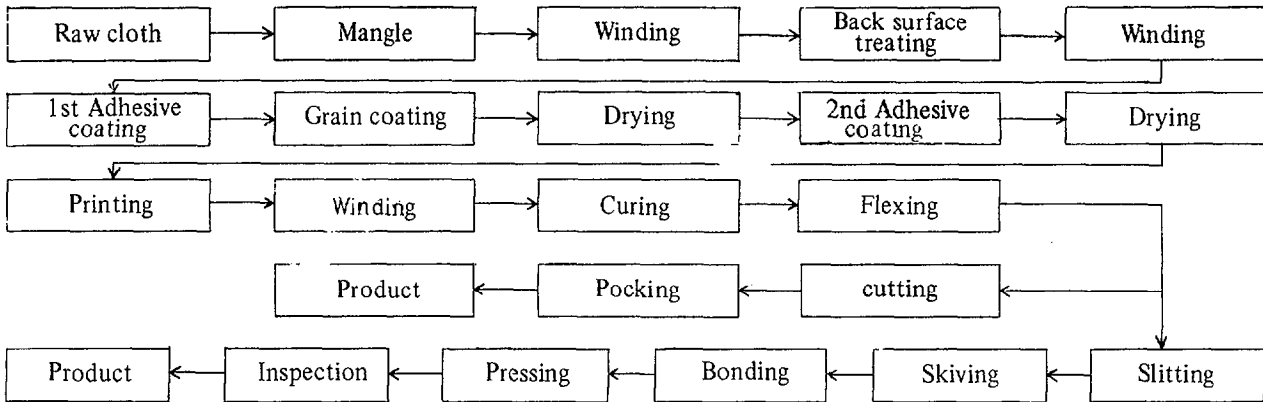 Raw cloth
Mangle
Winding
Back surface
treating
Winding
1st Adhesive
coating
Grain coating
Drying
2nd Adhesive
coating
Drying
Printing
Winding
Curing
Flexing
Product
Pocking
cutting
Product
Inspection
Pressing
Bonding
Skiving
Slitting